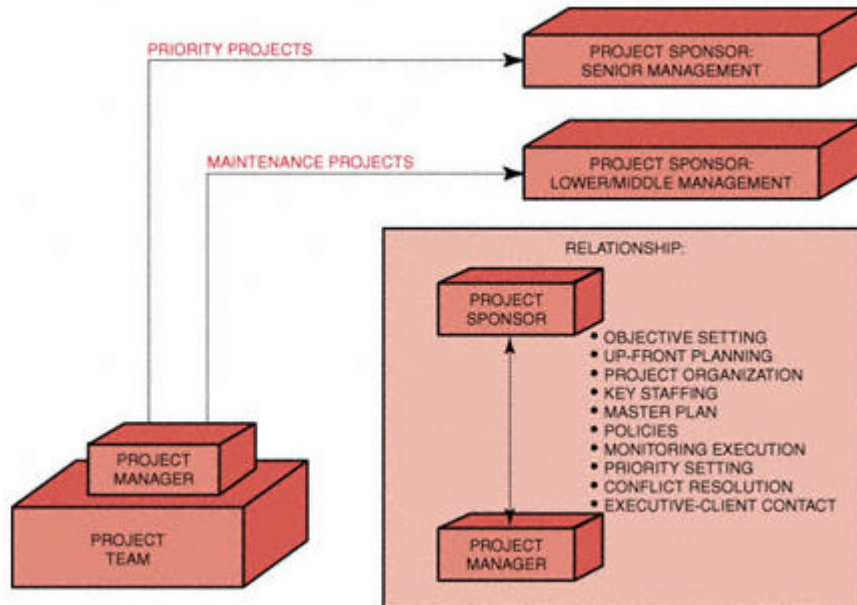 PRIORITY PROJECTS
PROJECT SPONSOR:
SENIOR MANAGEMENT
MAINTENANCE PROJECTS
PROJECT SPONSOR:
LOWER/MIDDLE MANAGEMENT
RELATIONSHIP:
PROJECT
SPONSOR
• OBJECTIVE SETTING
• UP-FRONT PLANNING
• PROJECT ORGANIZATION
• KEY STAFFING
• MASTER PLAN
• POLICIES
• MONITORING EXECUTION
• PRIORITY SETTING
• CONFLICT RESOLUTION
• EXECUTIVE-CLIENT CONTACT
PROJECT
MANAGER
PROJECT
MANAGER
PROJECT
TEAM